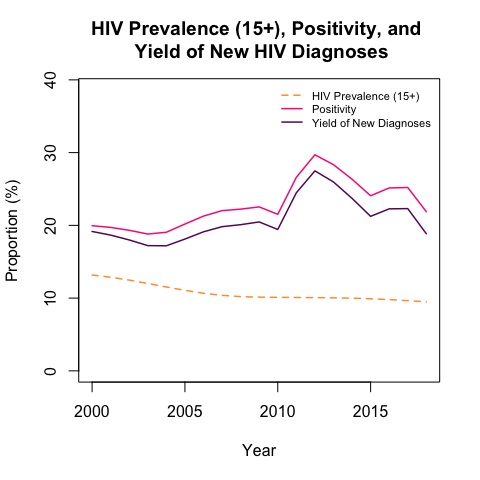 HIV Prevalence (15+), Positivity, and
Yield of New HIV Diagnoses
HIV Prevalence (15+)
Positivity
Yield of New Diagnoses
Proportion (%)
40
30
20
10
0
2000 2005 2010 2015
Year